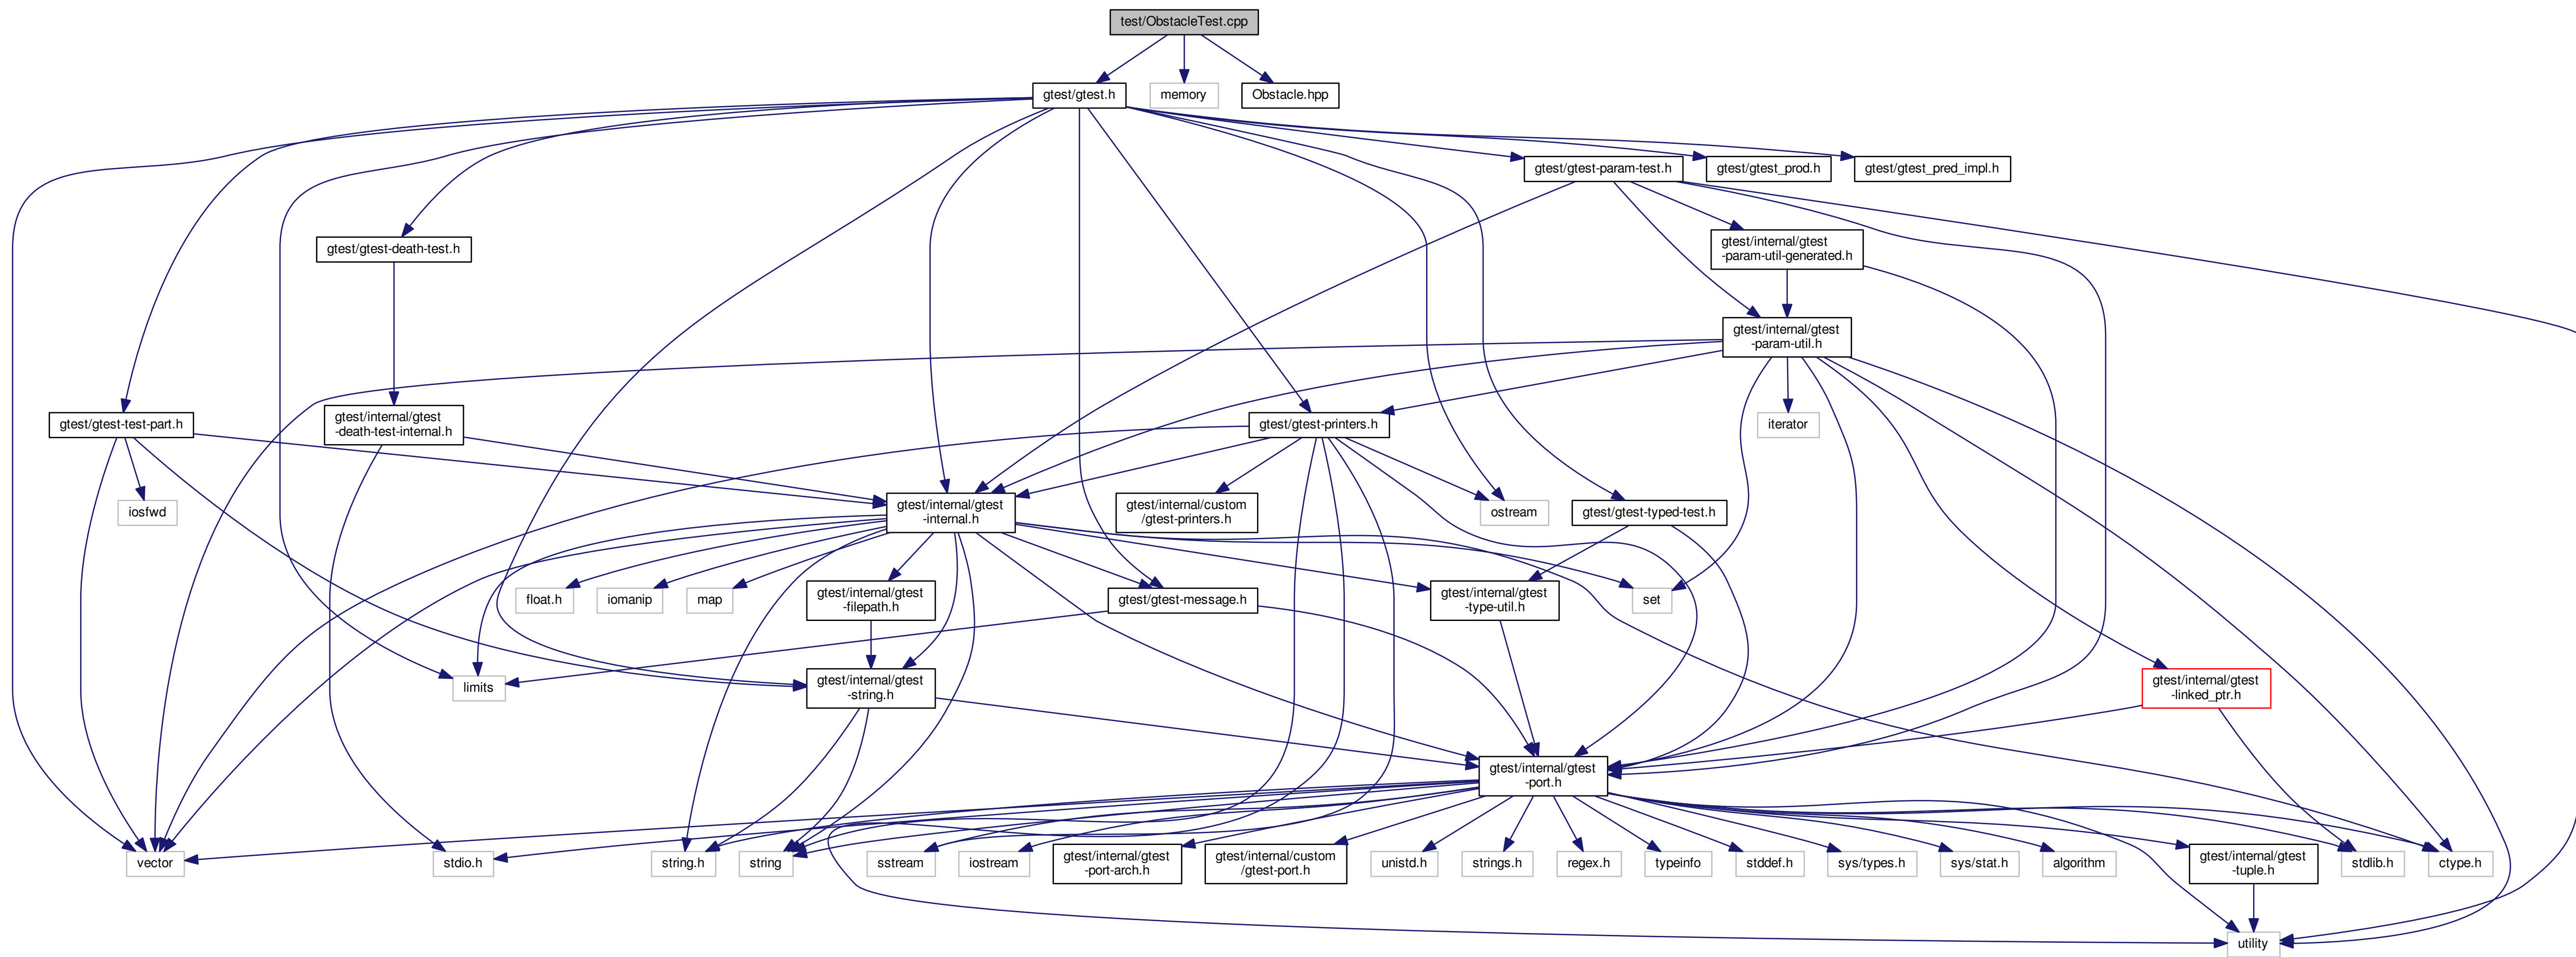 test/ObstacleTest.cpp
gtest/gtest.h
memory
Obstacle.hpp
gtest/gtest-param-test.h
gtest/gtest_prod.h
gtest/gtest_pred_impl.h
gtest/gtest-death-test.h
gtest/internal/gtest
-param-util-generated.h
gtest/internal/gtest
-param-util.h
gtest/gtest-test-part.h
gtest/internal/gtest
-death-test-internal.h
gtest/gtest-printers.h
iterator
iosfwd
gtest/internal/gtest
-internal.h
gtest/internal/custom
/gtest-printers.h
ostream
gtest/gtest-typed-test.h
float.h
iomanip
map
gtest/internal/gtest
-filepath.h
gtest/gtest-message.h
gtest/internal/gtest
-type-util.h
set
limits
gtest/internal/gtest
-string.h
gtest/internal/gtest
-linked_ptr.h
gtest/internal/gtest
-port.h
vector
stdio.h
string.h
string
sstream
iostream
gtest/internal/gtest
-port-arch.h
gtest/internal/custom
/gtest-port.h
unistd.h
strings.h
regex.h
typeinfo
stddef.h
sys/types.h
sys/stat.h
algorithm
gtest/internal/gtest
-tuple.h
stdlib.h
ctype.h
utility